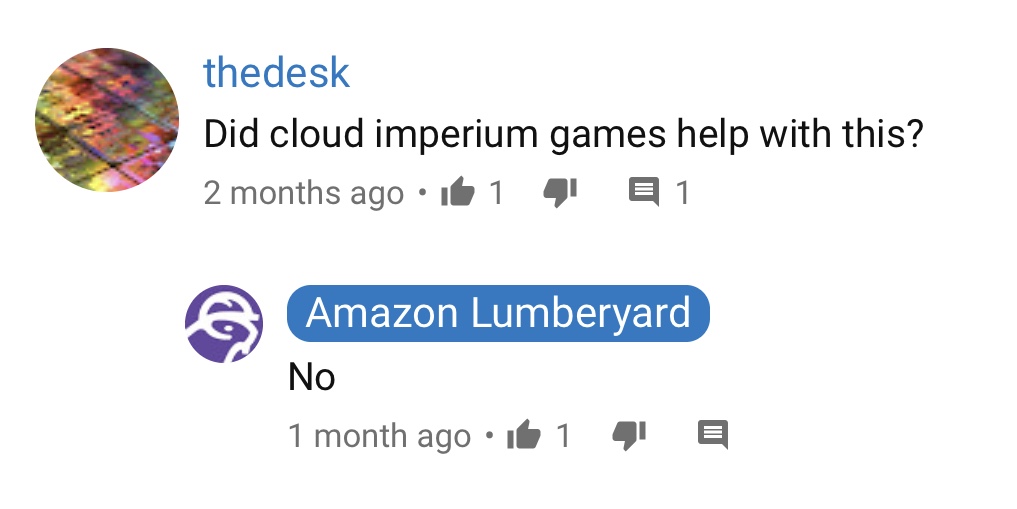 thedesk
Did cloud imperium games help with this?
2 months ago • 1 1
Amazon Lumberyard
No
1 month ago • 1